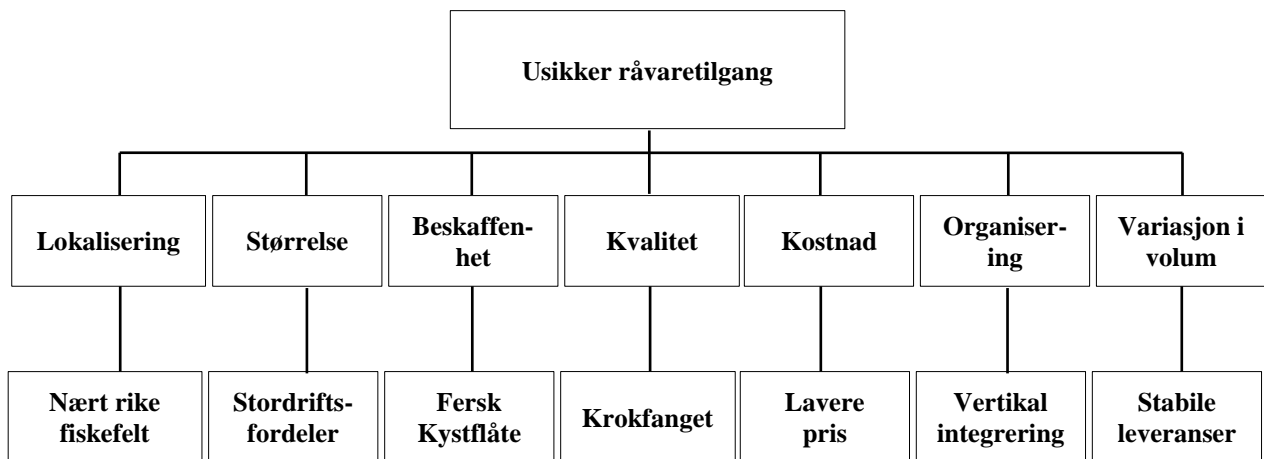 Usikker råvaretilgang
Lokalisering
Størrelse
Beskaffen-
het
Kvalitet
Kostnad
Organiser-
ing
Variasjon i
volum
Nært rike
fiskefelt
Stordrifts-
fordeler
Fersk
Kystflåte
Krokfanget
Lavere
pris
Vertikal
integrering
Stabile
leveranser